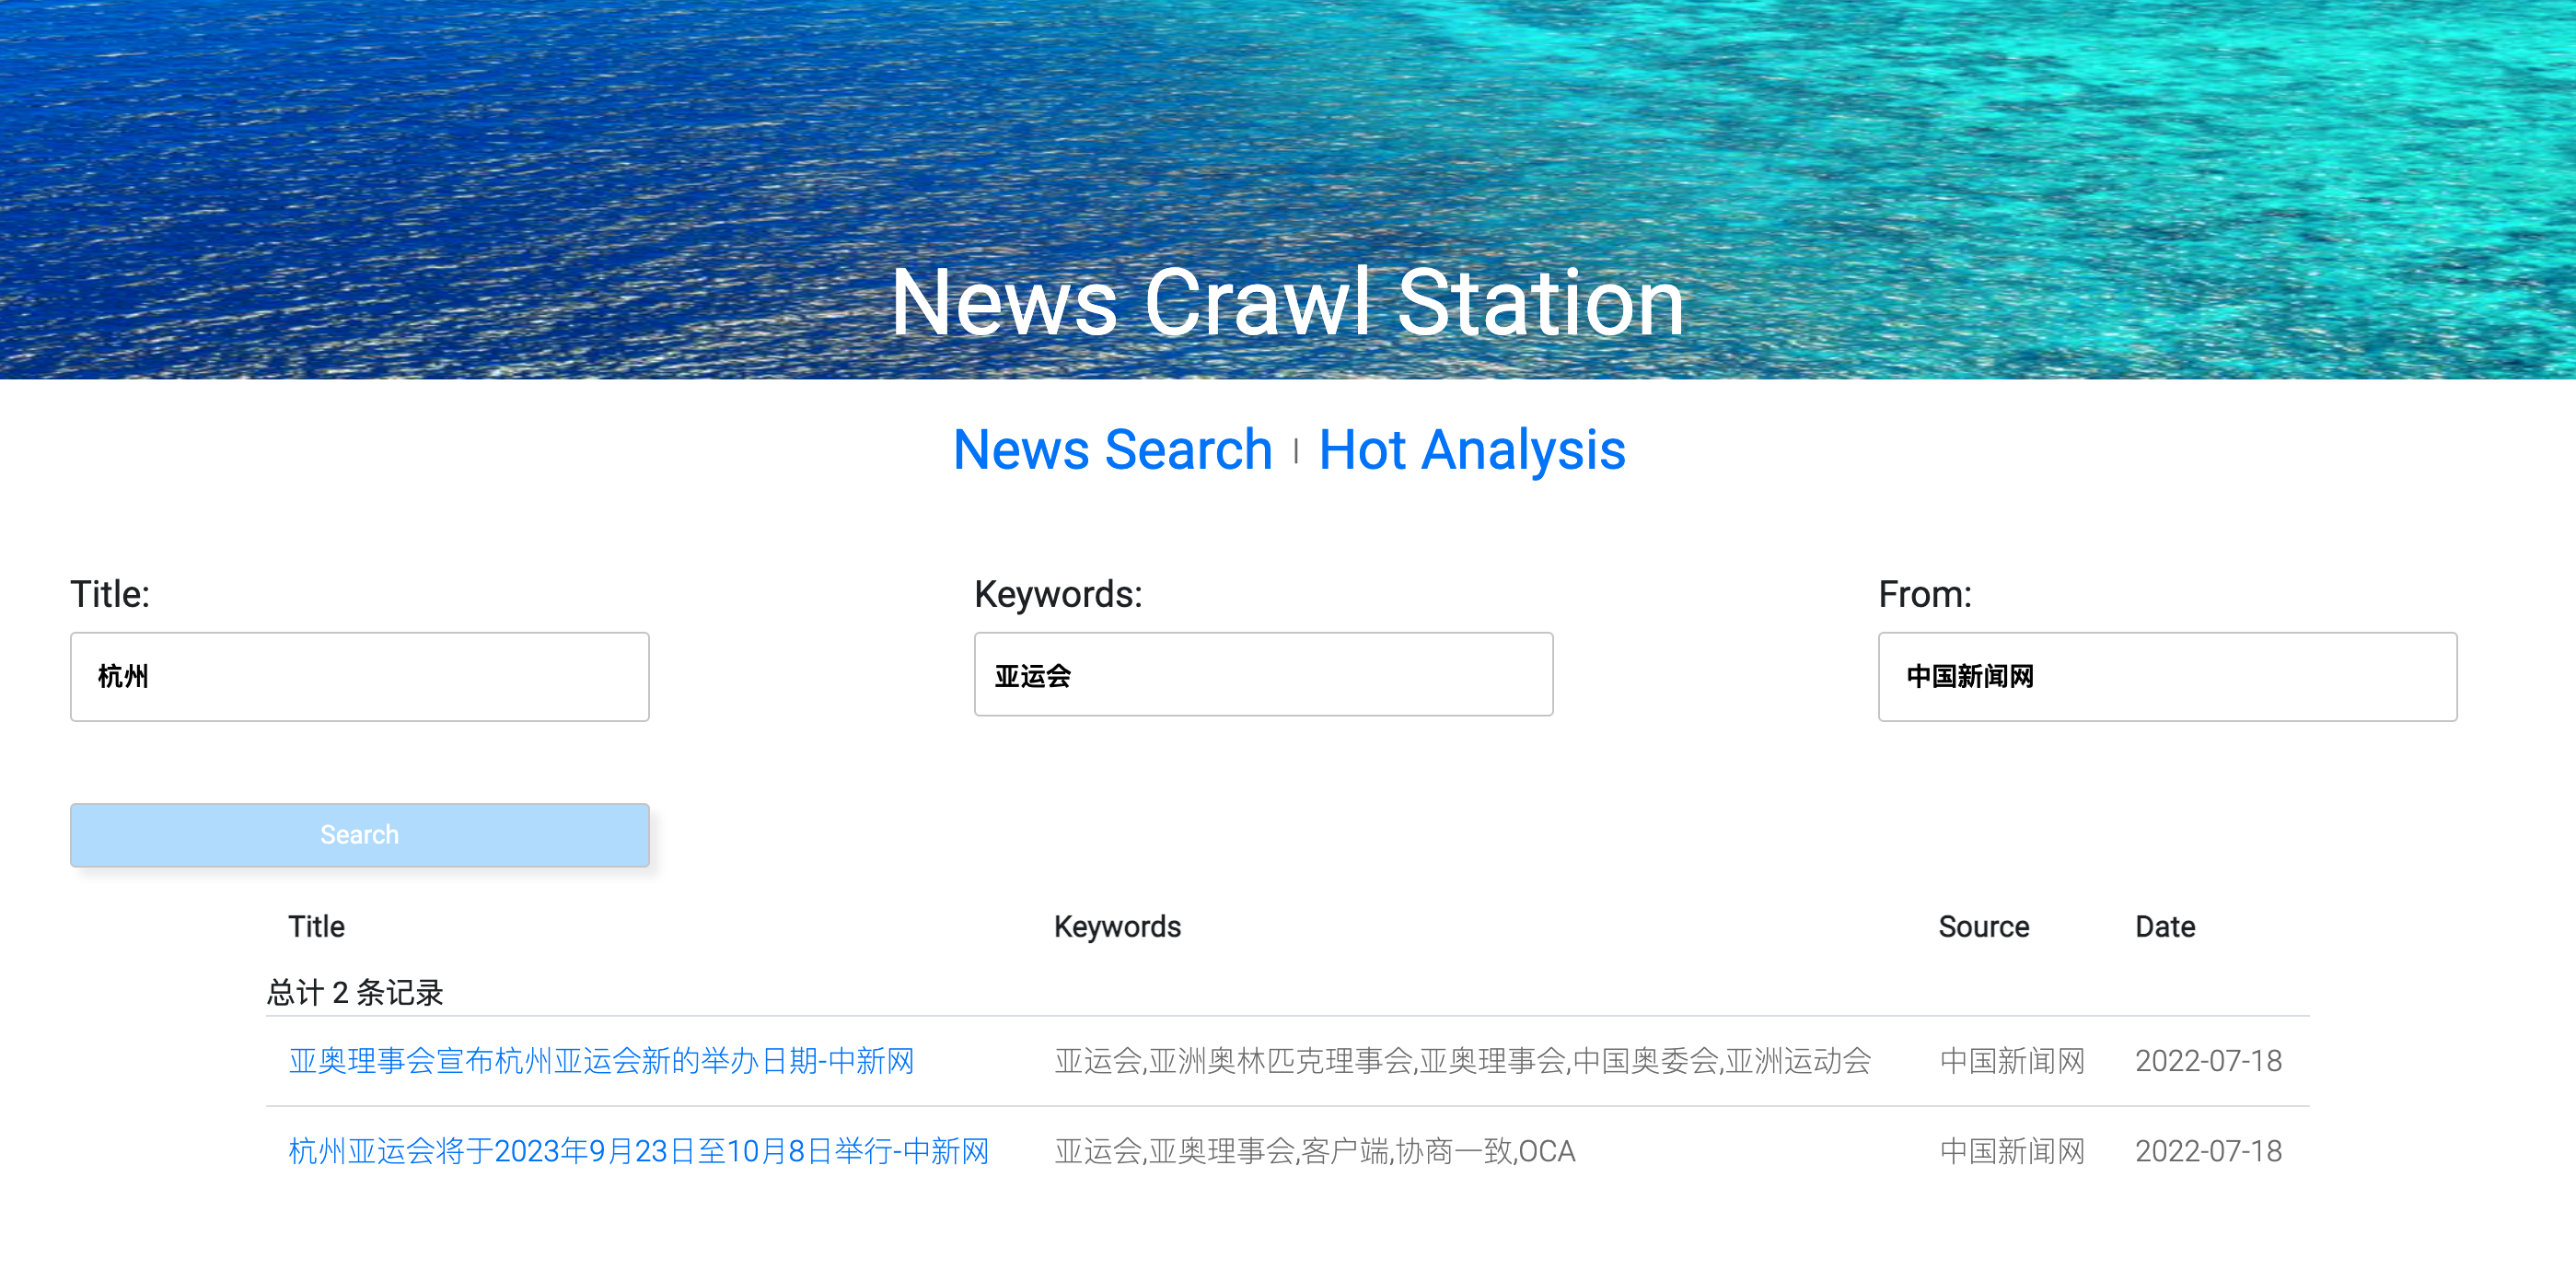 News Crawl Station
News Search | Hot Analysis
Title: Keywords: From:
杭州 亚运会 中国新闻网
Search
Title Keywords Source Date
总计 2 条记录
亚奥理事会宣布杭州亚运会新的举办日期-中新网 亚运会,亚洲奥林匹克理事会,亚奥理事会,中国奥委会,亚洲运动会 中国新闻网 2022-07-18
杭州亚运会将于2023年9月23日至10月8日举行-中新网 亚运会,亚奥理事会,客户端,协商一致,OCA 中国新闻网 2022-07-18